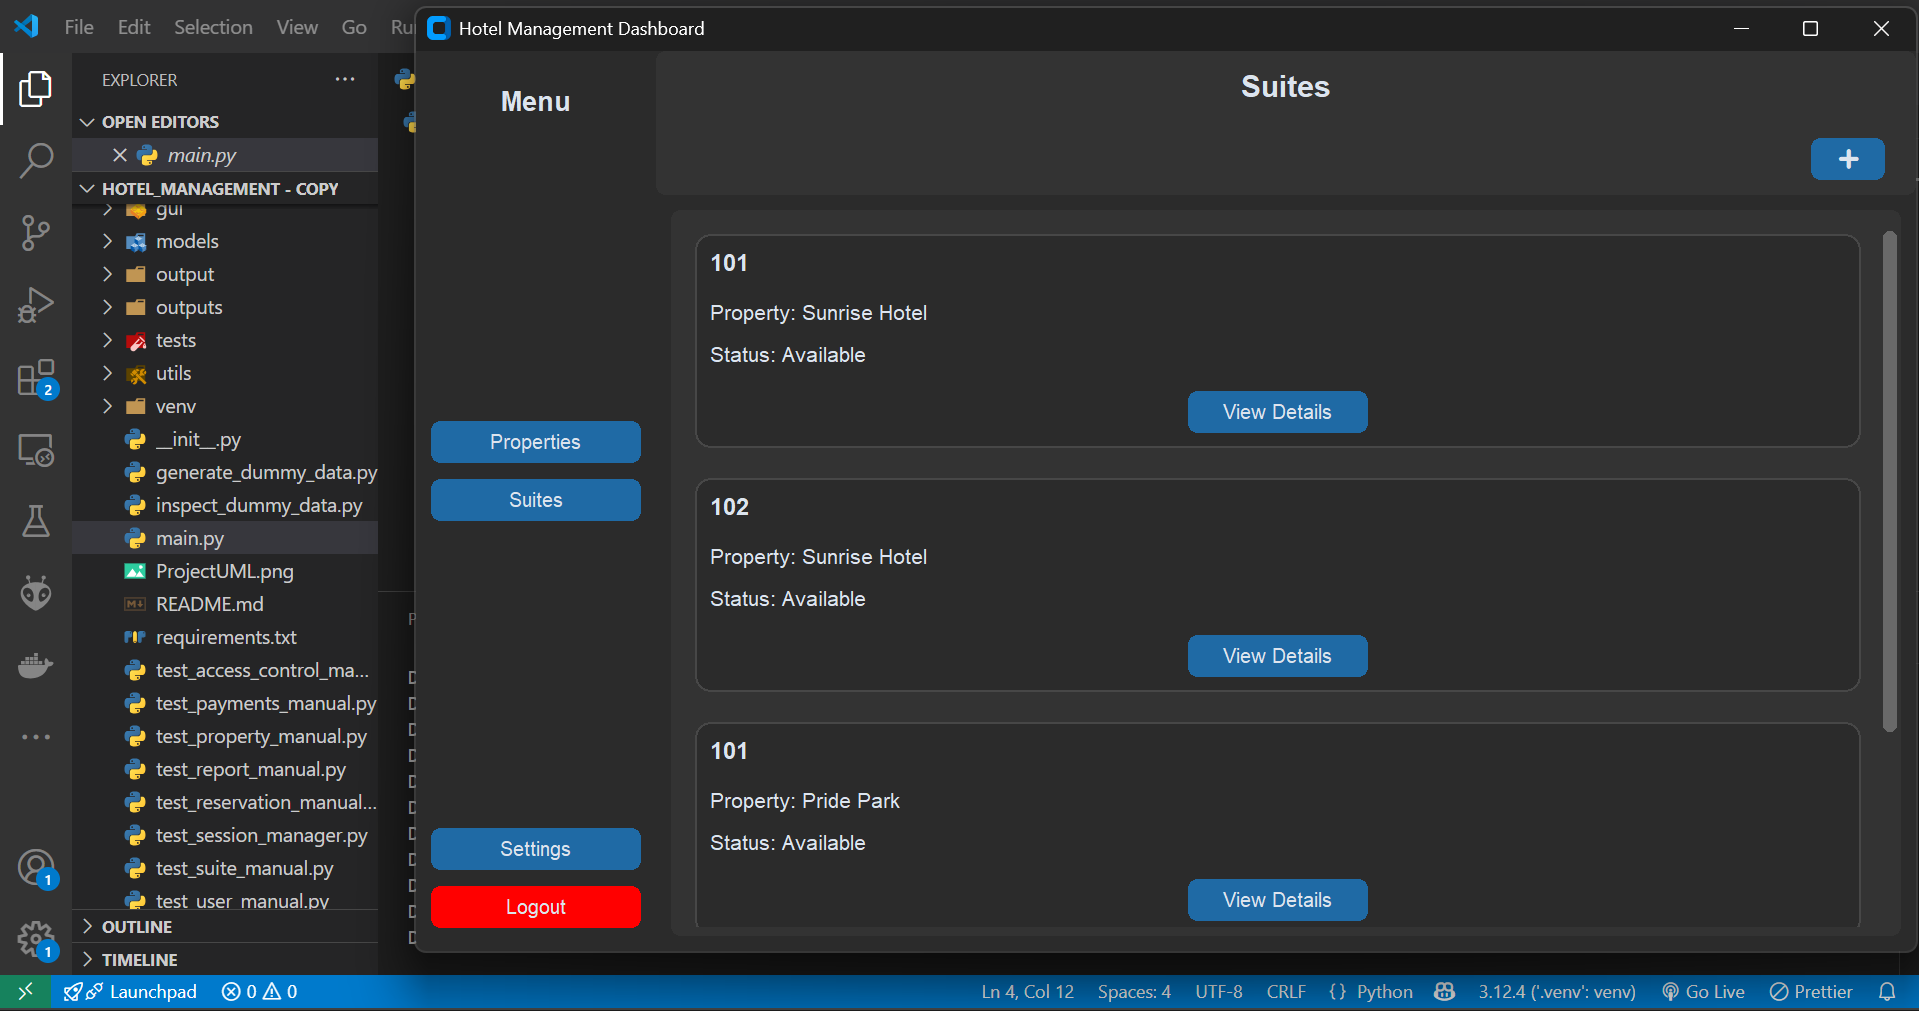 File Edit Selection View Go
Hotel Management Dashboard
EXPLORER
OPEN EDITORS
main.py
HOTEL_MANAGEMENT - COPY
gui
models
output
outputs
tests
utils
venv
__init__.py
generate_dummy_data.py
inspect_dummy_data.py
main.py
ProjectUML.png
README.md
requirements.txt
test_access_control_ma...
test_payments_manual.py
test_property_manual.py
test_report_manual.py
test_reservation_manual...
test_session_manager.py
test_suite_manual.py
test_user_manual.py
OUTLINE
TIMELINE
2
1
1
Menu
Properties
Suites
Settings
Logout
Suites
+
101
Property: Sunrise Hotel
Status: Available
View Details
102
Property: Sunrise Hotel
Status: Available
View Details
101
Property: Pride Park
Status: Available
View Details
Launchpad 0 0 Ln 4, Col 12 Spaces: 4 UTF-8 CRLF {} Python 3.12.4 ('.venv': venv) Go Live Prettier